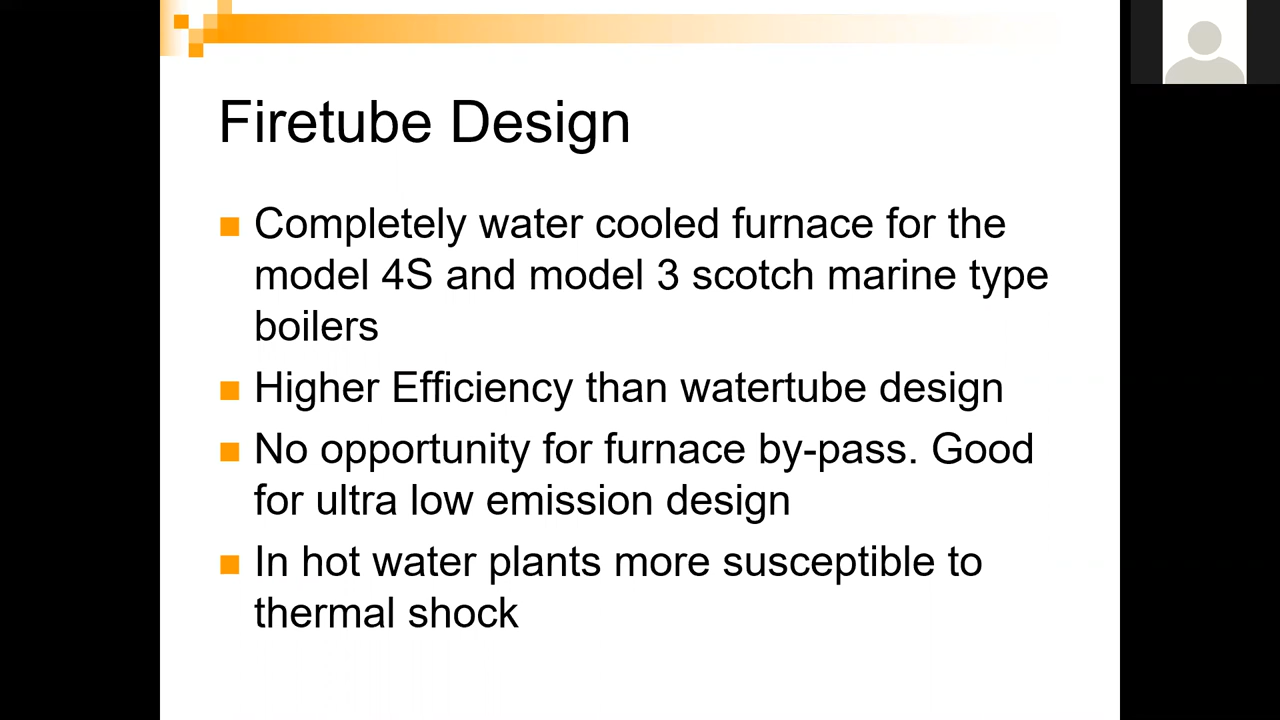 Firetube Design
Completely water cooled furnace for the
model 4S and model 3 scotch marine type
boilers
Higher Efficiency than watertube design
No opportunity for furnace by-pass. Good
for ultra low emission design
In hot water plants more susceptible to
thermal shock